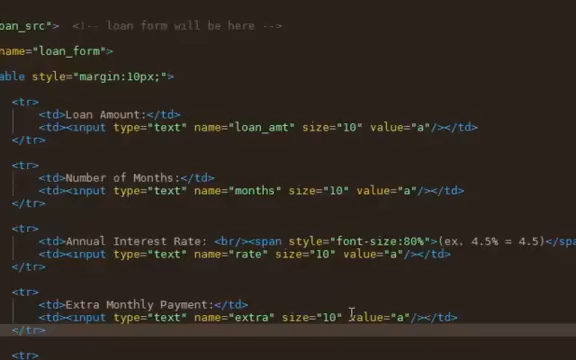 oan_src"> <!-- loan form will be here -->
name="loan_form">
able style="margin:10px;">
<tr>
<td>Loan Amount:</td>
<td><input type="text" name="loan_amt" size="10" value="a"/></td>
</tr>
<tr>
<td>Number of Months:</td>
<td><input type="text" name="months" size="10" value="a"/></td>
</tr>
<tr>
<td>Annual Interest Rate: <br/><span style="font-size:80%">(ex. 4.5% = 4.5)</spa
<td><input type="text" name="rate" size="10" value="a"/></td>
</tr>
<tr>
<td>Extra Monthly Payment:</td>
<td><input type="text" name="extra" size="10" value="a"/></td>
</tr>
<tr>